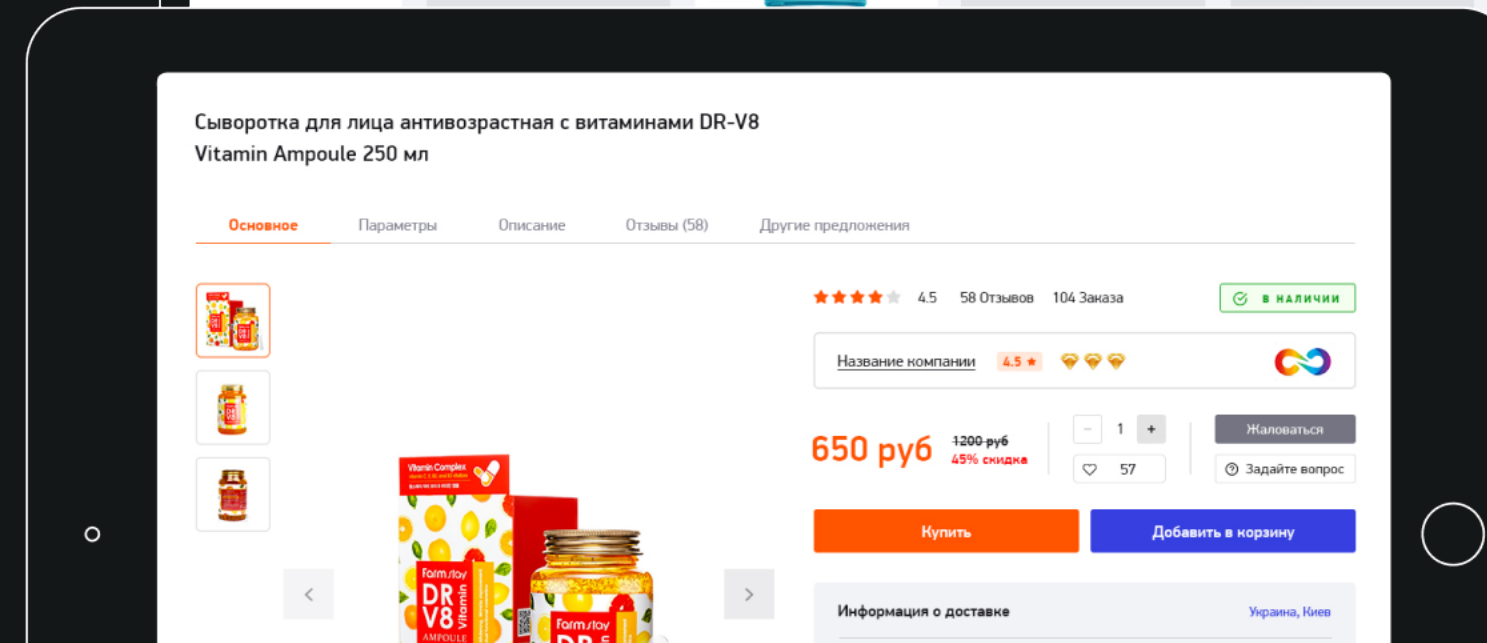 Сыворотка для лица антивозрастная с витаминами DR-V8
Vitamin Ampoule 250 мл
Основное
Параметры
Описание
Отзывы (58)
Другие предложения
4.5
58 Отзывов
104 Заказа
В НАЛИЧИИ
Название компании
4.5
650 руб
1200 руб
45% скидка
- 1 +
57
Жаловаться
Задайте вопрос
Купить
Добавить в корзину
Vitamin Complex
Farm stay
DR
V8
Vitamin
AMPOULE
Farm stay
Информация о доставке
Украина, Киев